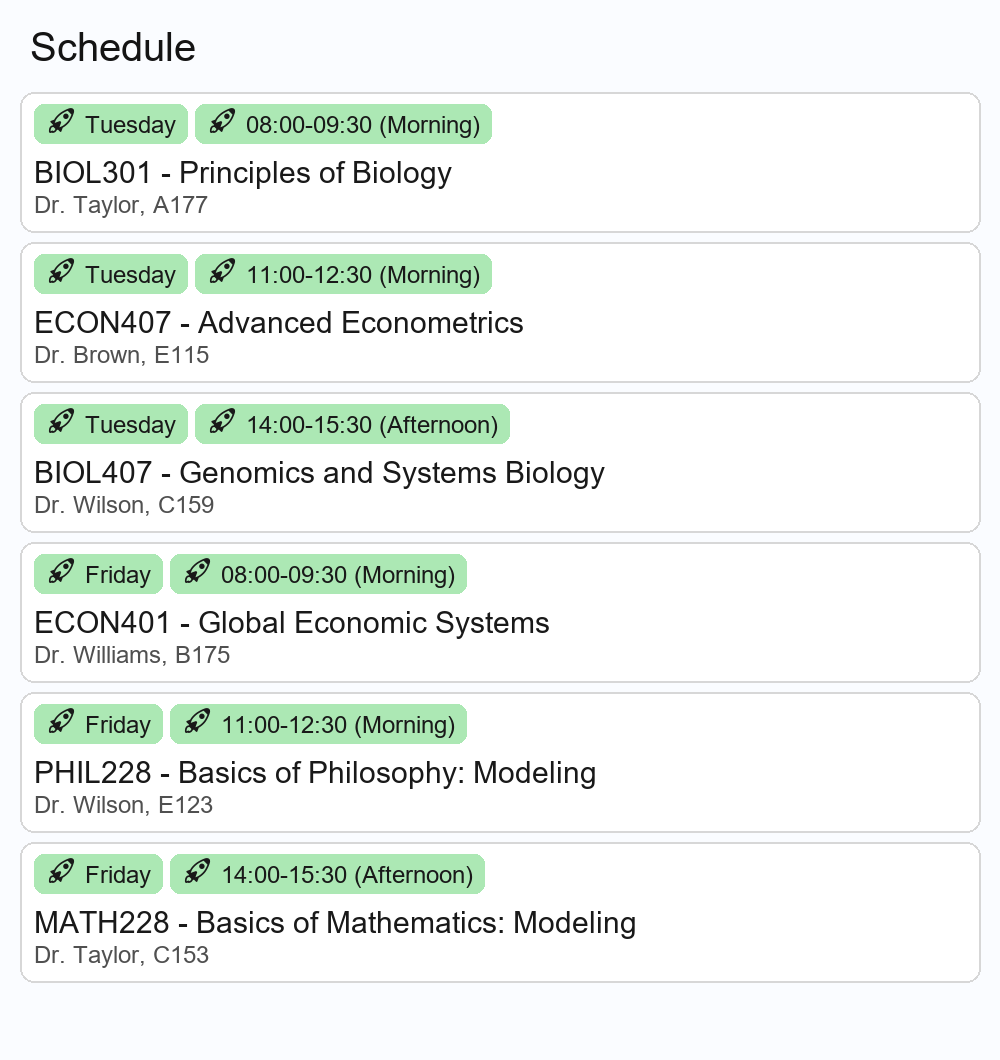 Schedule
Tuesday 08:00-09:30 (Morning)
BIOL301 - Principles of Biology
Dr. Taylor, A177
Tuesday 11:00-12:30 (Morning)
ECON407 - Advanced Econometrics
Dr. Brown, E115
Tuesday 14:00-15:30 (Afternoon)
BIOL407 - Genomics and Systems Biology
Dr. Wilson, C159
Friday 08:00-09:30 (Morning)
ECON401 - Global Economic Systems
Dr. Williams, B175
Friday 11:00-12:30 (Morning)
PHIL228 - Basics of Philosophy: Modeling
Dr. Wilson, E123
Friday 14:00-15:30 (Afternoon)
MATH228 - Basics of Mathematics: Modeling
Dr. Taylor, C153